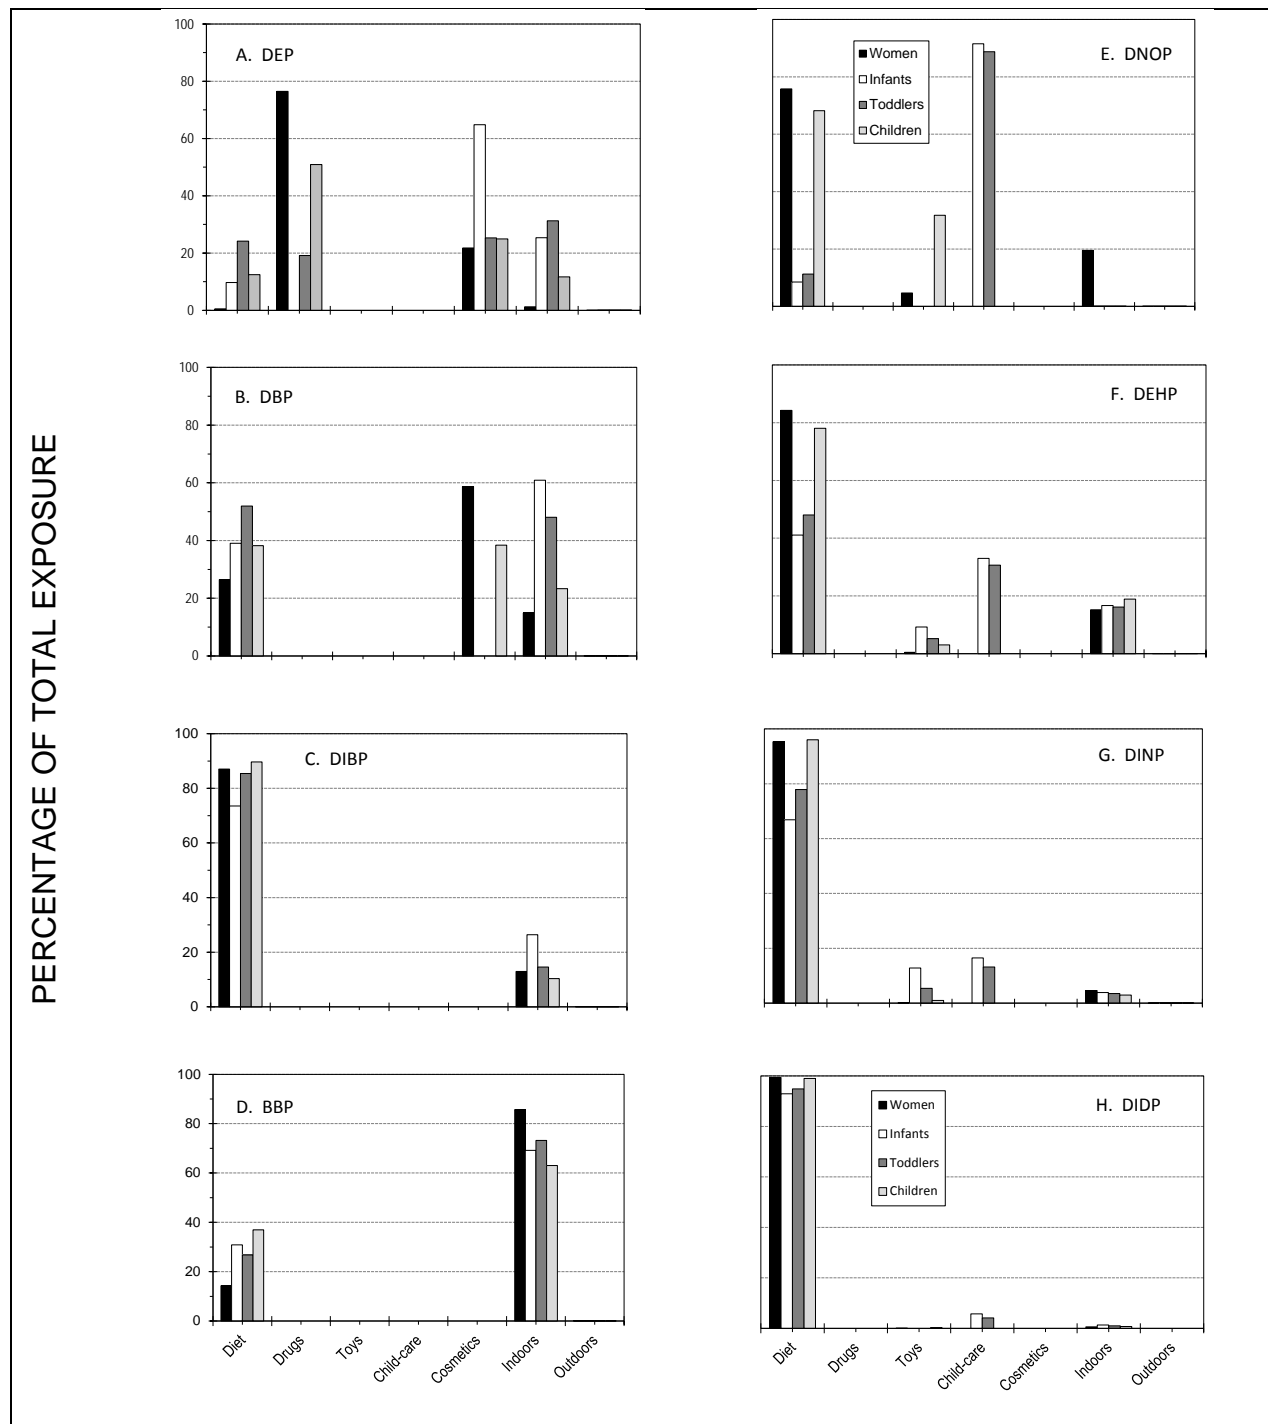 PERCENTAGE OF TOTAL EXPOSURE
A. DEP
100
80
60
40
20
0
E. DNOP
Women
Infants
Toddlers
Children
B. DBP
100
80
60
40
20
0
F. DEHP
C. DIBP
100
80
60
40
20
0
G. DINP
D. BBP
100
80
60
40
20
0
Diet
Drugs
Toys
Child-care
Cosmetics
Indoors
Outdoors
H. DIDP
Women
Infants
Toddlers
Children
Diet
Drugs
Toys
Child-care
Cosmetics
Indoors
Outdoors